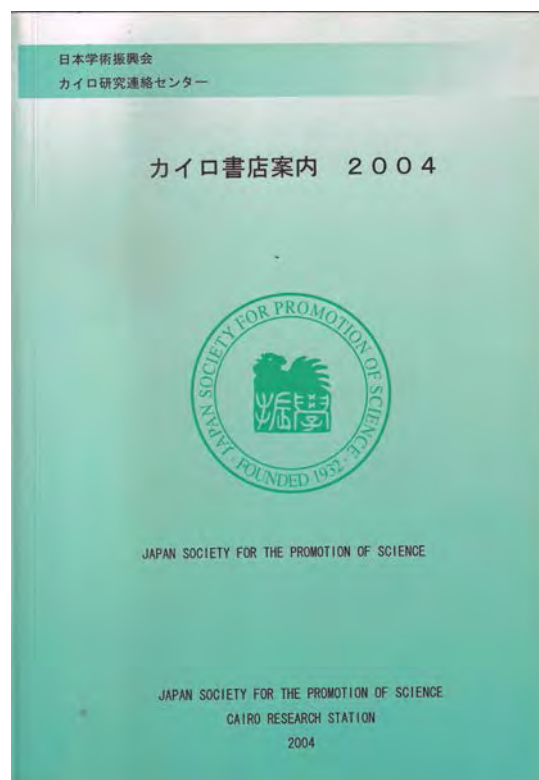 日本学術振興会
カイロ研究連絡センター
カイロ書店案内　２００４
JAPAN SOCIETY FOR PROMOTION OF SCIENCE
・FOUNDED 1932・
振學
JAPAN SOCIETY FOR THE PROMOTION OF SCIENCE
JAPAN SOCIETY FOR THE PROMOTION OF SCIENCE
CAIRO RESEARCH STATION
2004